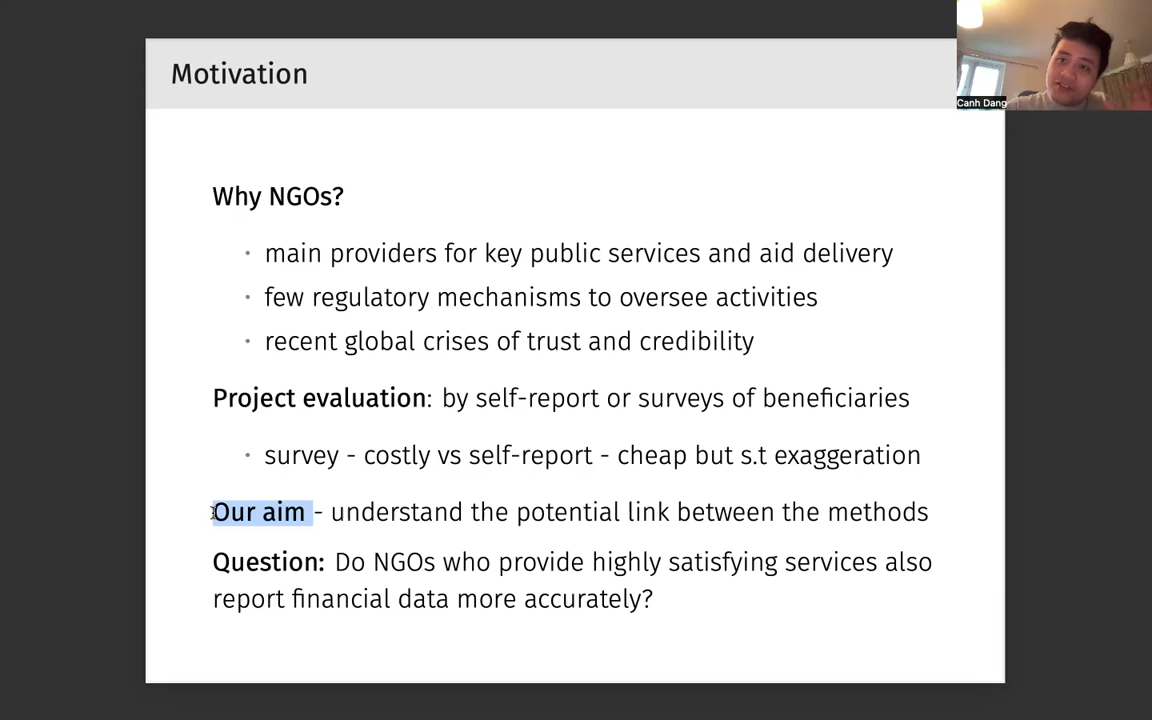 Motivation
Canh Dang
Why NGOs?
• main providers for key public services and aid delivery
• few regulatory mechanisms to oversee activities
• recent global crises of trust and credibility
Project evaluation: by self-report or surveys of beneficiaries
• survey - costly vs self-report - cheap but s.t exaggeration
Our aim - understand the potential link between the methods
Question: Do NGOs who provide highly satisfying services also
report financial data more accurately?